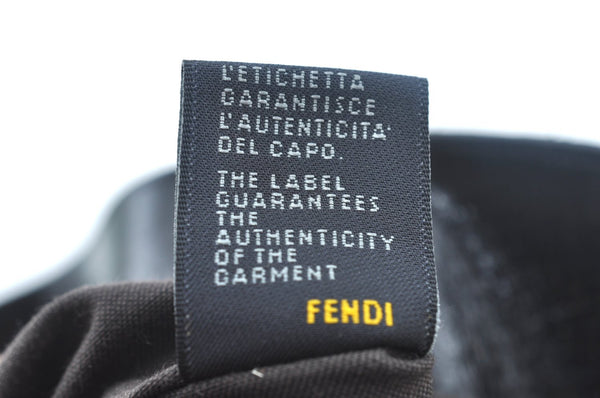 L'ETICHETTA
GARANTISCE
L'AUTENTICITA'
DEL CAPO.
THE LABEL
GUARANTEES
THE
AUTHENTICITY
OF THE
GARMENT
FENDI